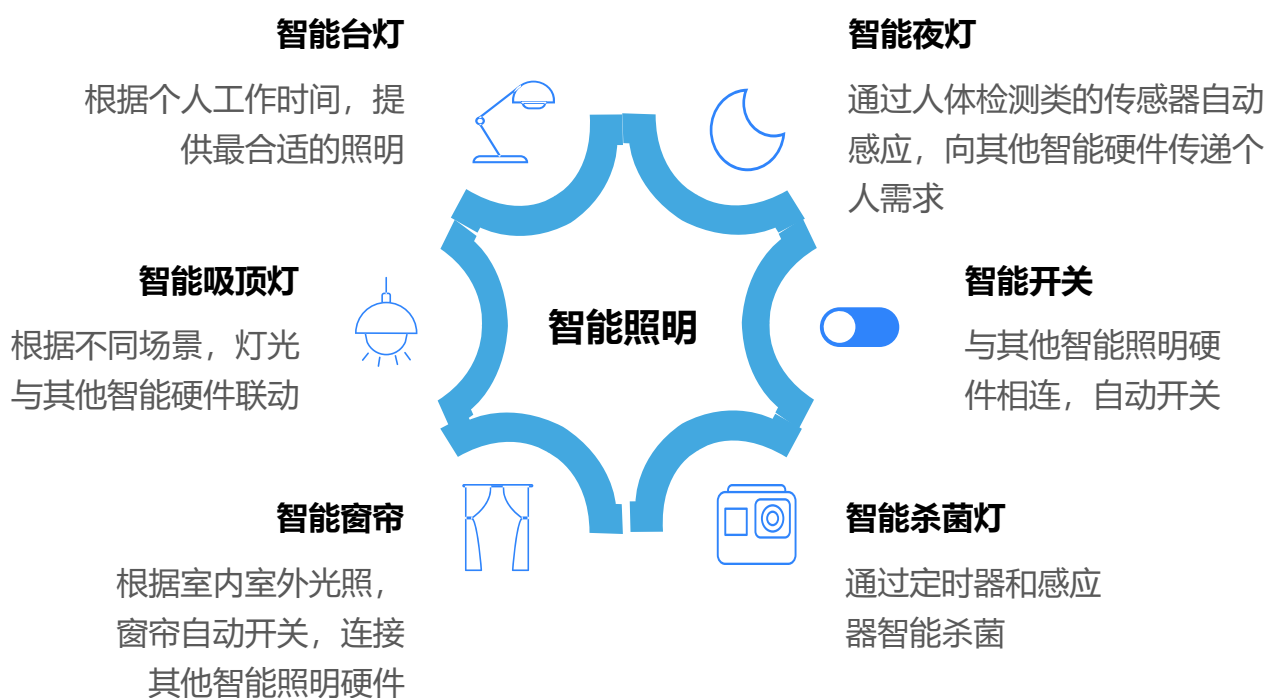 智能台灯
根据个人工作时间，提
供最合适的照明
智能夜灯
通过人体检测类的传感器自动
感应，向其他智能硬件传递个
人需求
智能吸顶灯
根据不同场景，灯光
与其他智能硬件联动
智能照明
智能开关
与其他智能照明硬
件相连，自动开关
智能窗帘
根据室内室外光照，
窗帘自动开关，连接
其他智能照明硬件
智能杀菌灯
通过定时器和感应
器智能杀菌